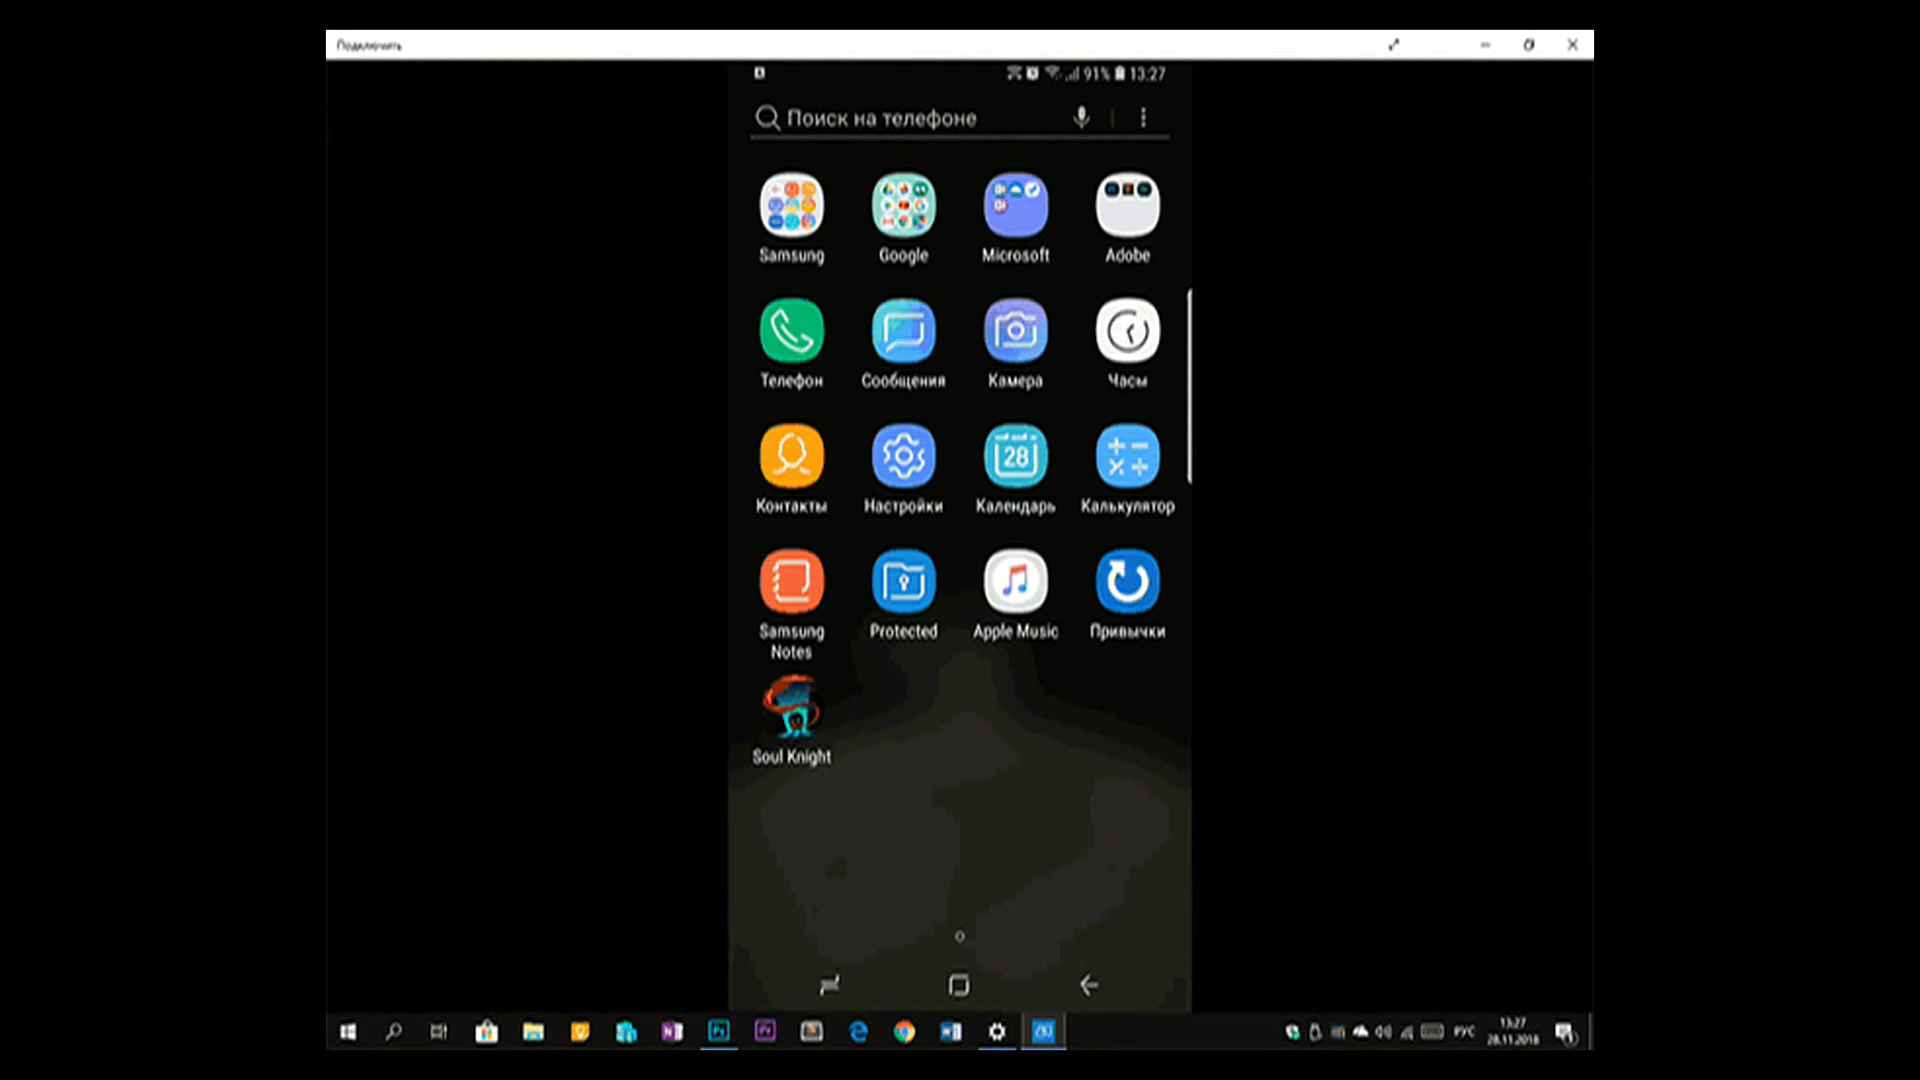 Подключить
91% 13:27
Поиск на телефоне
Samsung Google Microsoft Adobe
Телефон Сообщения Камера Часы
28
Контакты Настройки Календарь Калькулятор
Samsung Notes Protected Apple Music Привычки
Soul Knight
РУС 13:27
28.11.2018